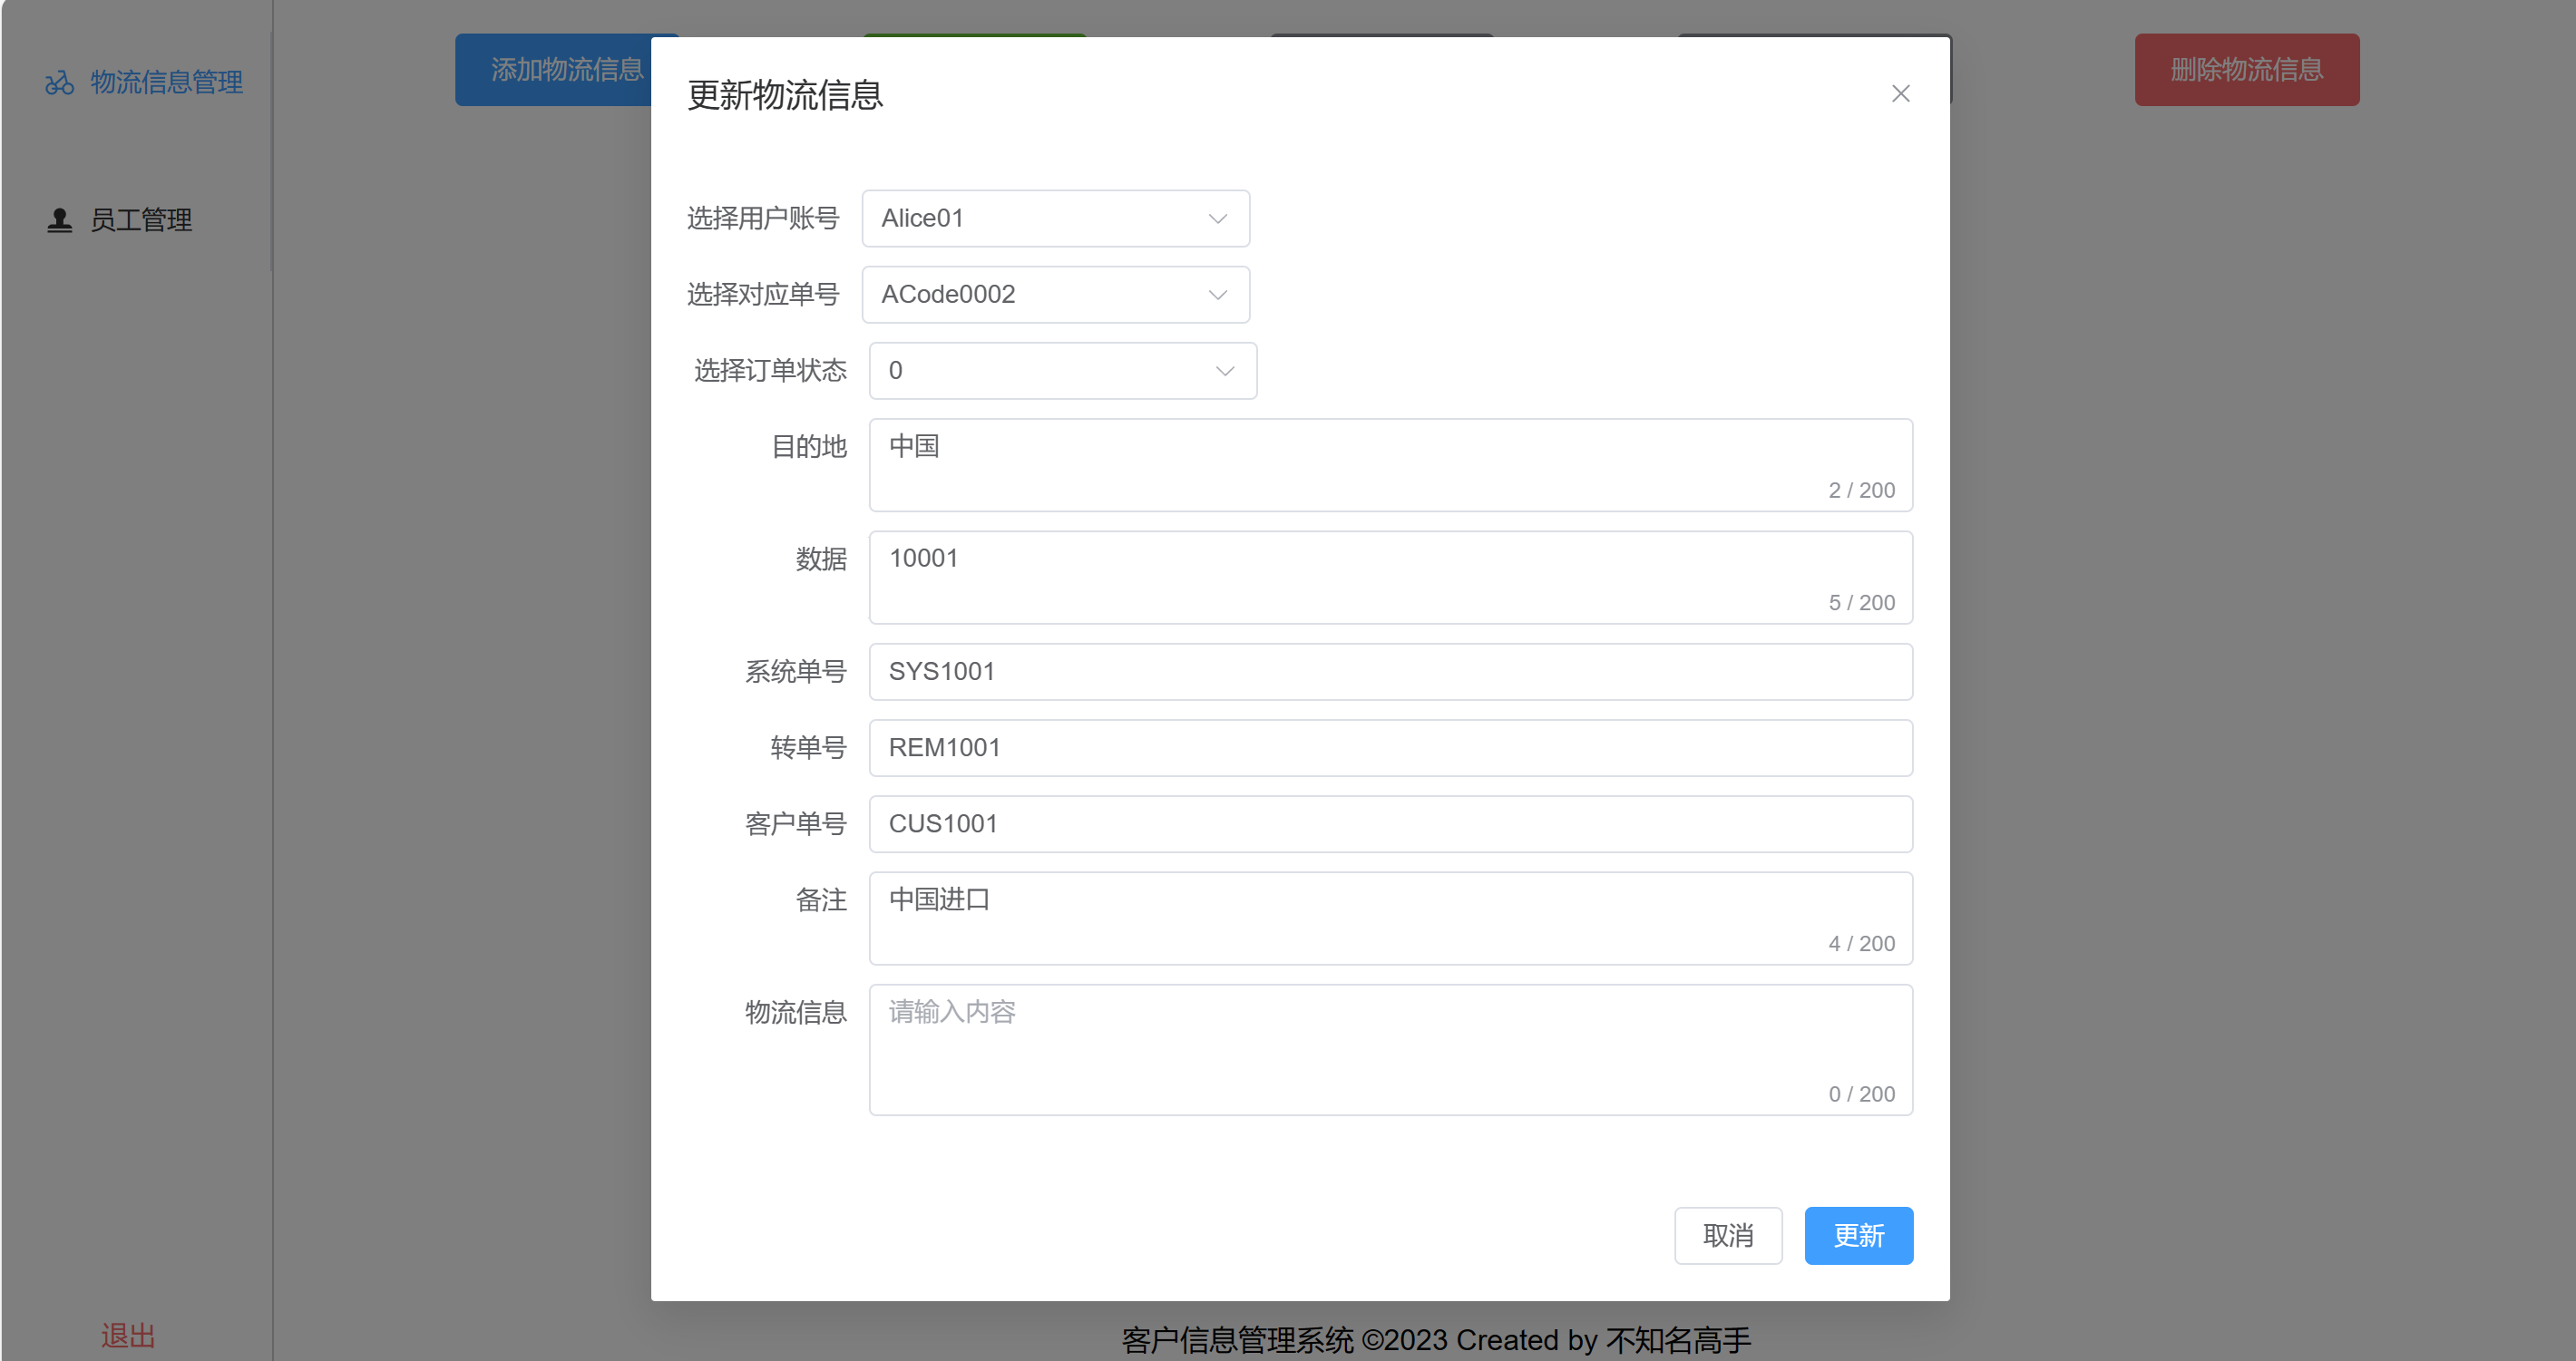 物流信息管理
员工管理
退出
添加物流信息
删除物流信息
更新物流信息
选择用户账号 Alice01
选择对应单号 ACode0002
选择订单状态 0
目的地 中国
2 / 200
数据 10001
5 / 200
系统单号 SYS1001
转单号 REM1001
客户单号 CUS1001
备注 中国进口
4 / 200
物流信息 请输入内容
0 / 200
取消 更新
客户信息管理系统 ©2023 Created by 不知名高手